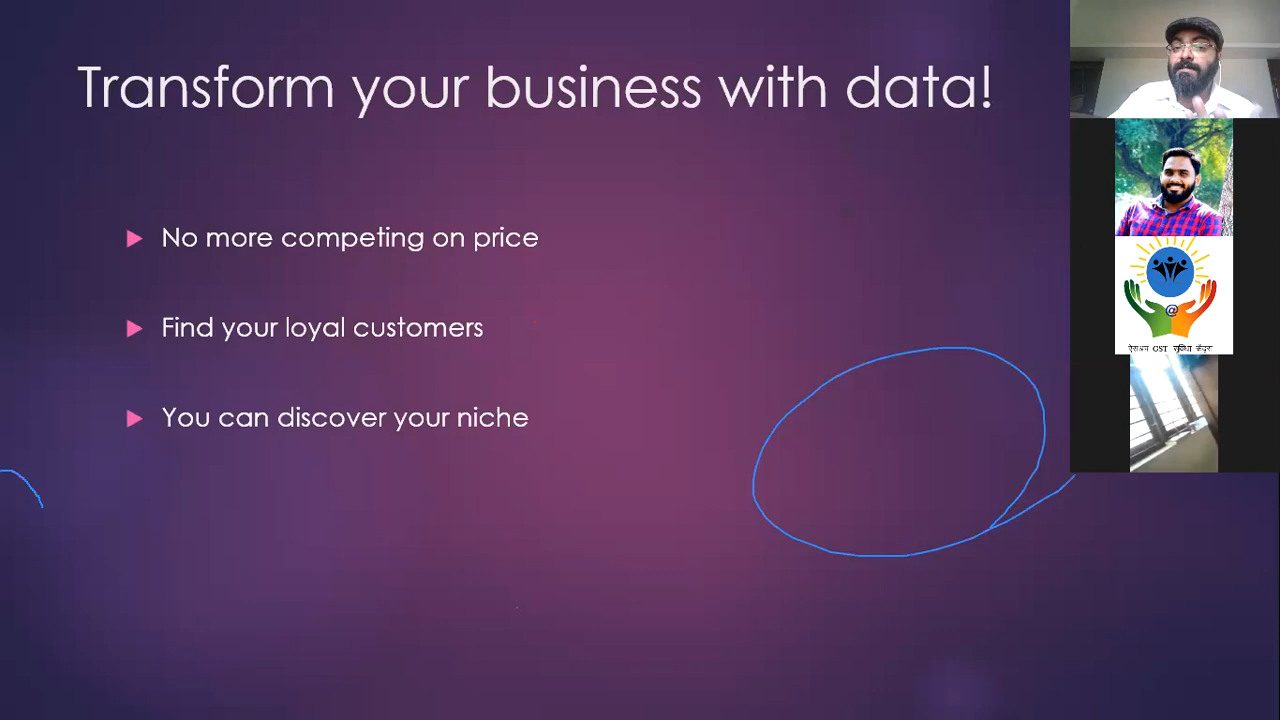 Transform your business with data!
No more competing on price
Find your loyal customers
You can discover your niche
@
GST सुविधा केंद्रा